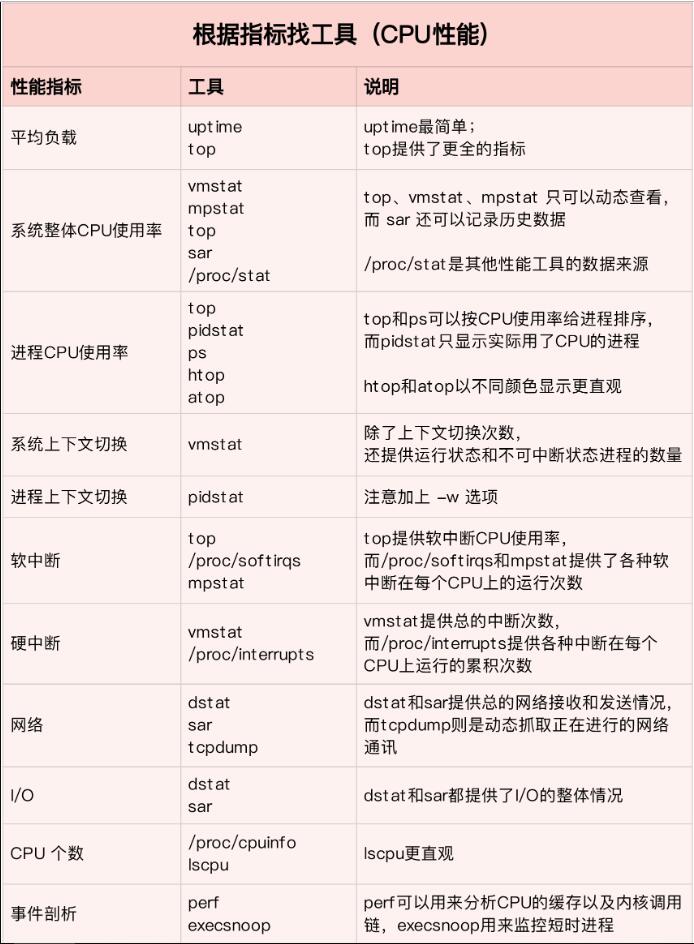 根据指标找工具（CPU性能）
性能指标 工具 说明
平均负载
uptime
top
uptime最简单；
top提供了更全的指标
系统整体CPU使用率
vmstat
mpstat
top
sar
/proc/stat
top、vmstat、mpstat 只可以动态查看，
而 sar 还可以记录历史数据
/proc/stat是其他性能工具的数据来源
进程CPU使用率
top
pidstat
ps
htop
atop
top和ps可以按CPU使用率给进程排序，
而pidstat只显示实际用了CPU的进程
htop和atop以不同颜色显示更直观
系统上下文切换
vmstat
除了上下文切换次数，
还提供运行状态和不可中断状态进程的数量
进程上下文切换
pidstat
注意加上 -w 选项
软中断
top
/proc/softirqs
mpstat
top提供软中断CPU使用率，
而/proc/softirqs和mpstat提供了各种软
中断在每个CPU上的运行次数
硬中断
vmstat
/proc/interrupts
vmstat提供总的中断次数，
而/proc/interrupts提供各种中断在每个
CPU上运行的累积次数
网络
dstat
sar
tcpdump
dstat和sar提供总的网络接收和发送情况，
而tcpdump则是动态抓取正在进行的网络
通讯
I/O
dstat
sar
dstat和sar都提供了I/O的整体情况
CPU 个数
/proc/cpuinfo
lscpu
lscpu更直观
事件剖析
perf
execsnoop
perf可以用来分析CPU的缓存以及内核调用
链，execsnoop用来监控短时进程